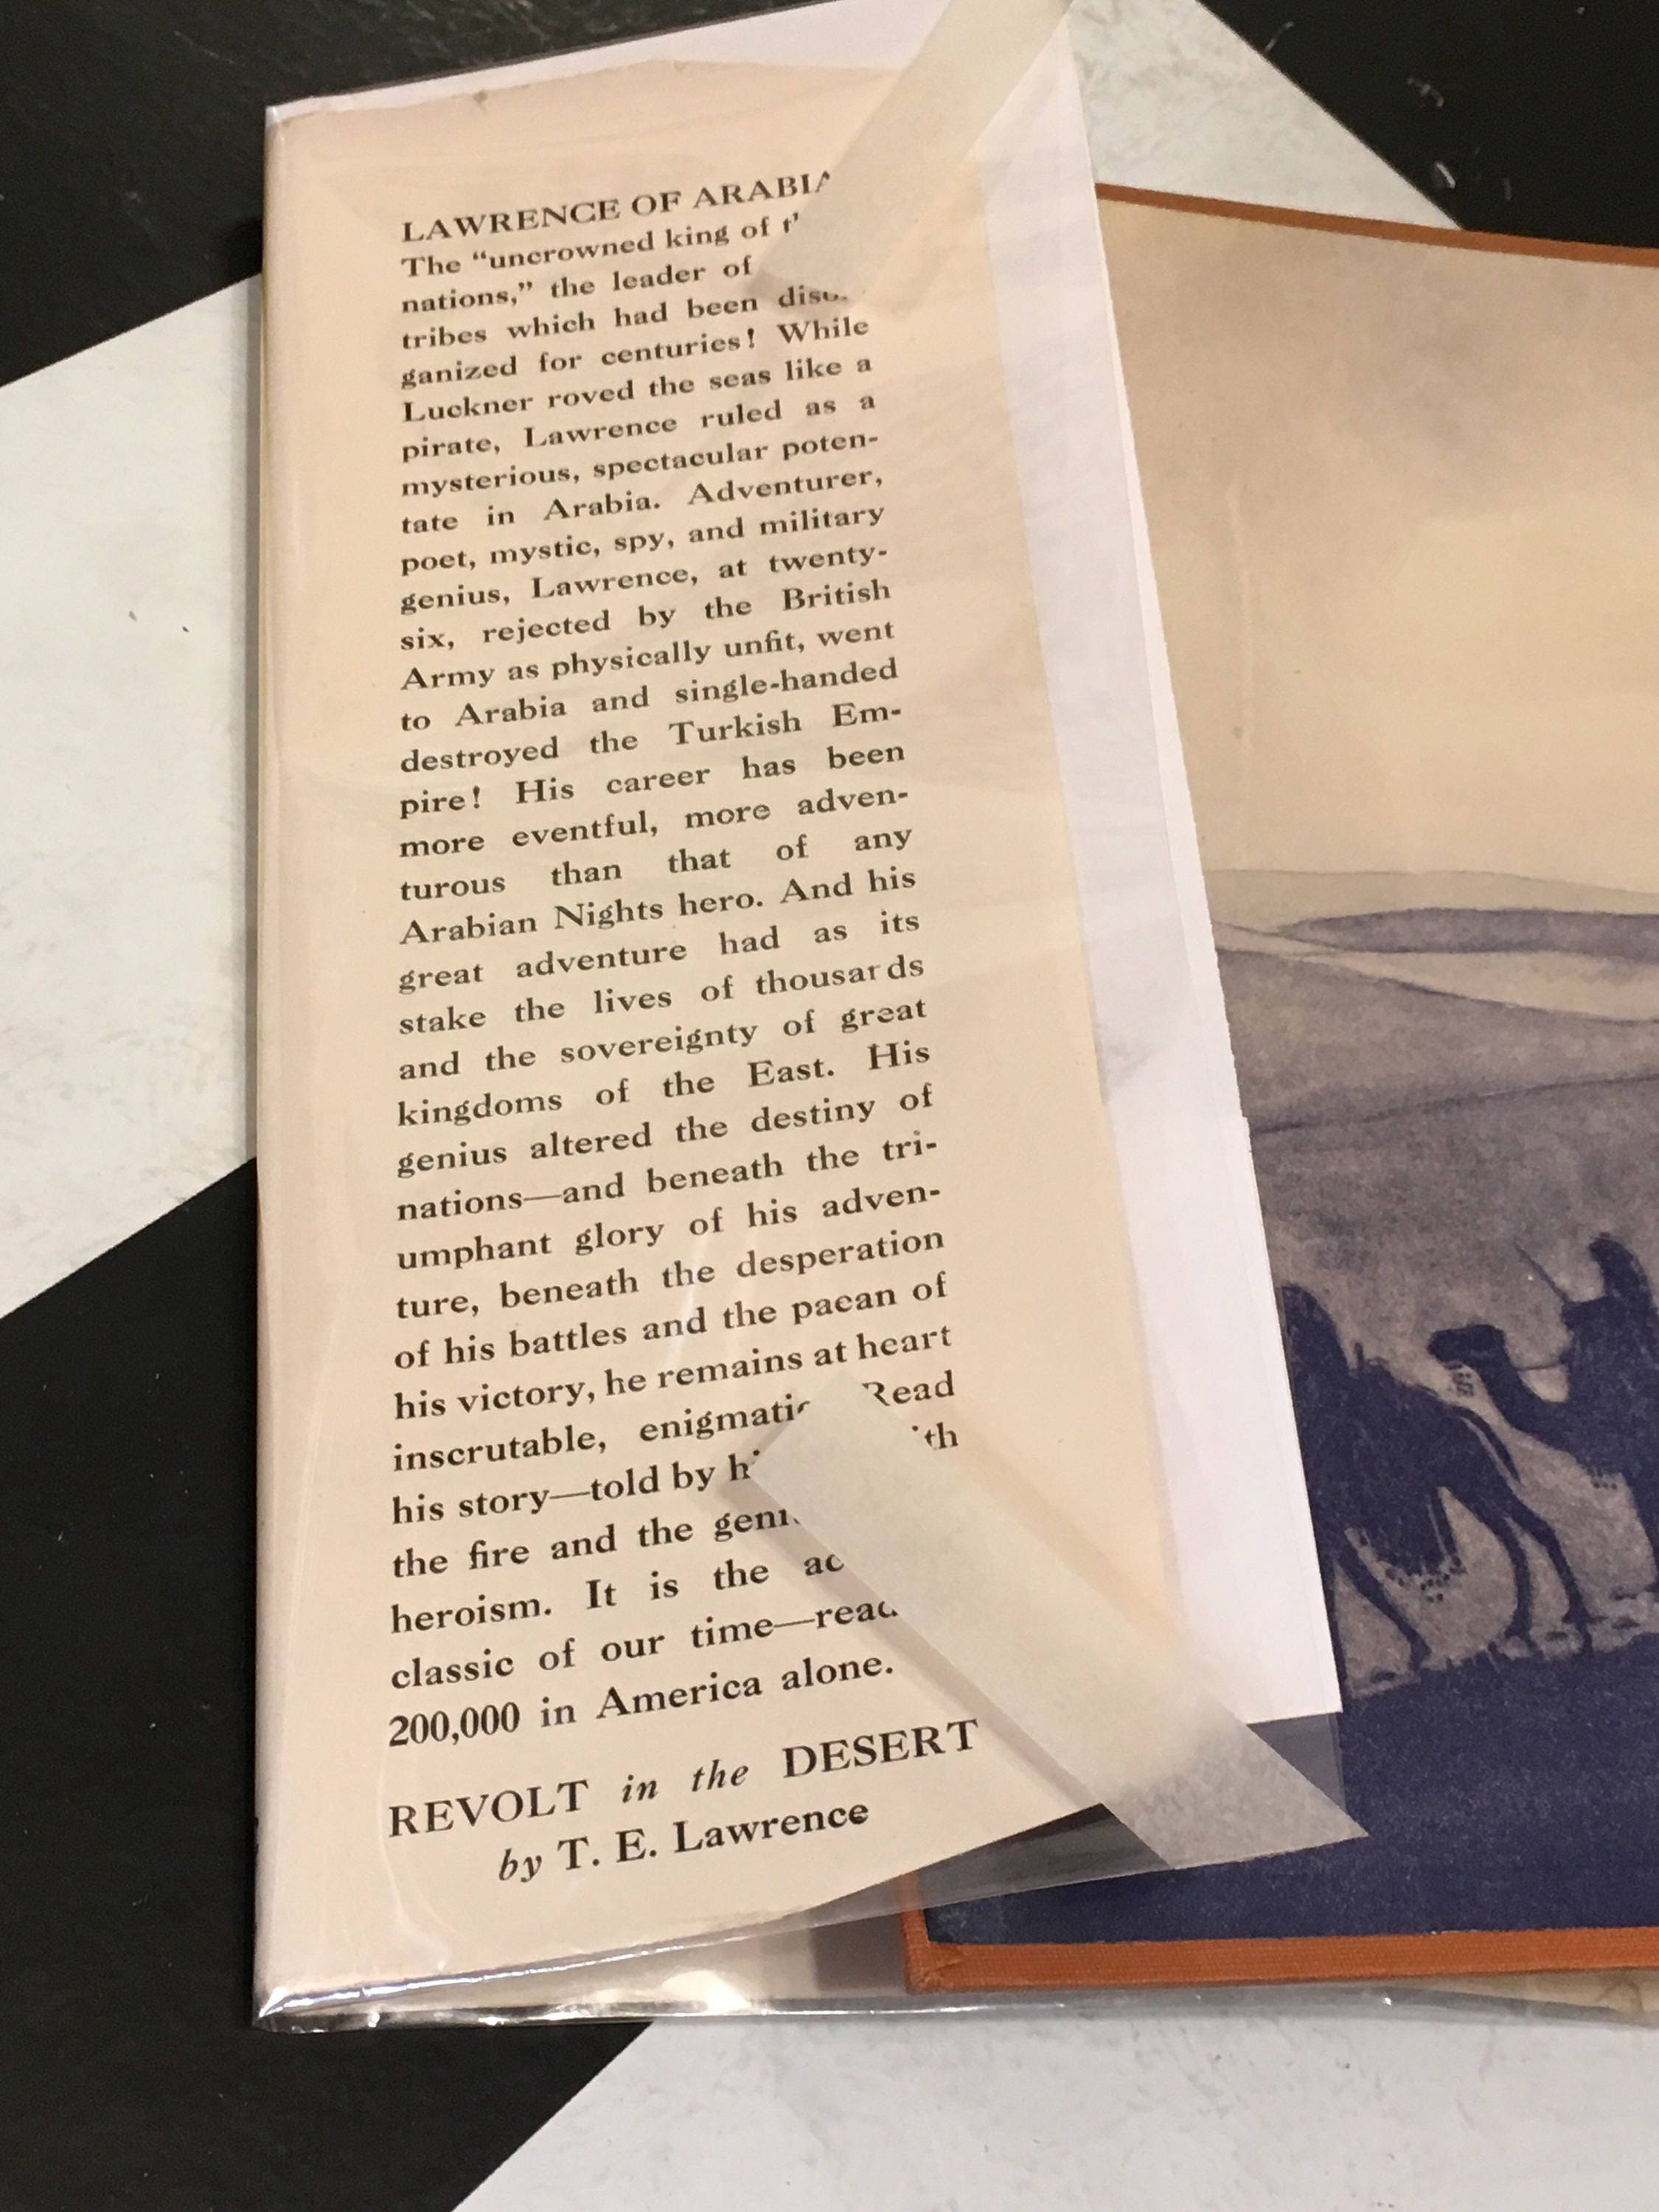 LAWRENCE OF ARABIA
The "uncrowned king of
nations," the leader of
tribes which had been
ganized for centuries! While
Luckner roved the seas like a
pirate, Lawrence ruled as a
mysterious, spectacular poten-
tate in Arabia. Adventurer,
poet, mystic, spy, and military
genius, Lawrence, at twenty-
six, rejected by the British
Army as physically unfit, went
to Arabia and single-handed
destroyed the Turkish Em-
pire! His career has been
more eventful, more adven-
turous than that of any
Arabian Nights hero. And his
great adventure had as its
stake the lives of thousands
and the sovereignty of great
kingdoms of the East. His
genius altered the destiny of
nations—and beneath the tri-
umphant glory of his adven-
ture, beneath the desperation
of his battles and the paean of
his victory, he remains at heart
inscrutable, enigmatic Read
his story—told by
the fire and the
heroism. It is the
classic of our time—read
200,000 in America alone.
REVOLT in the DESERT
by T. E. Lawrence